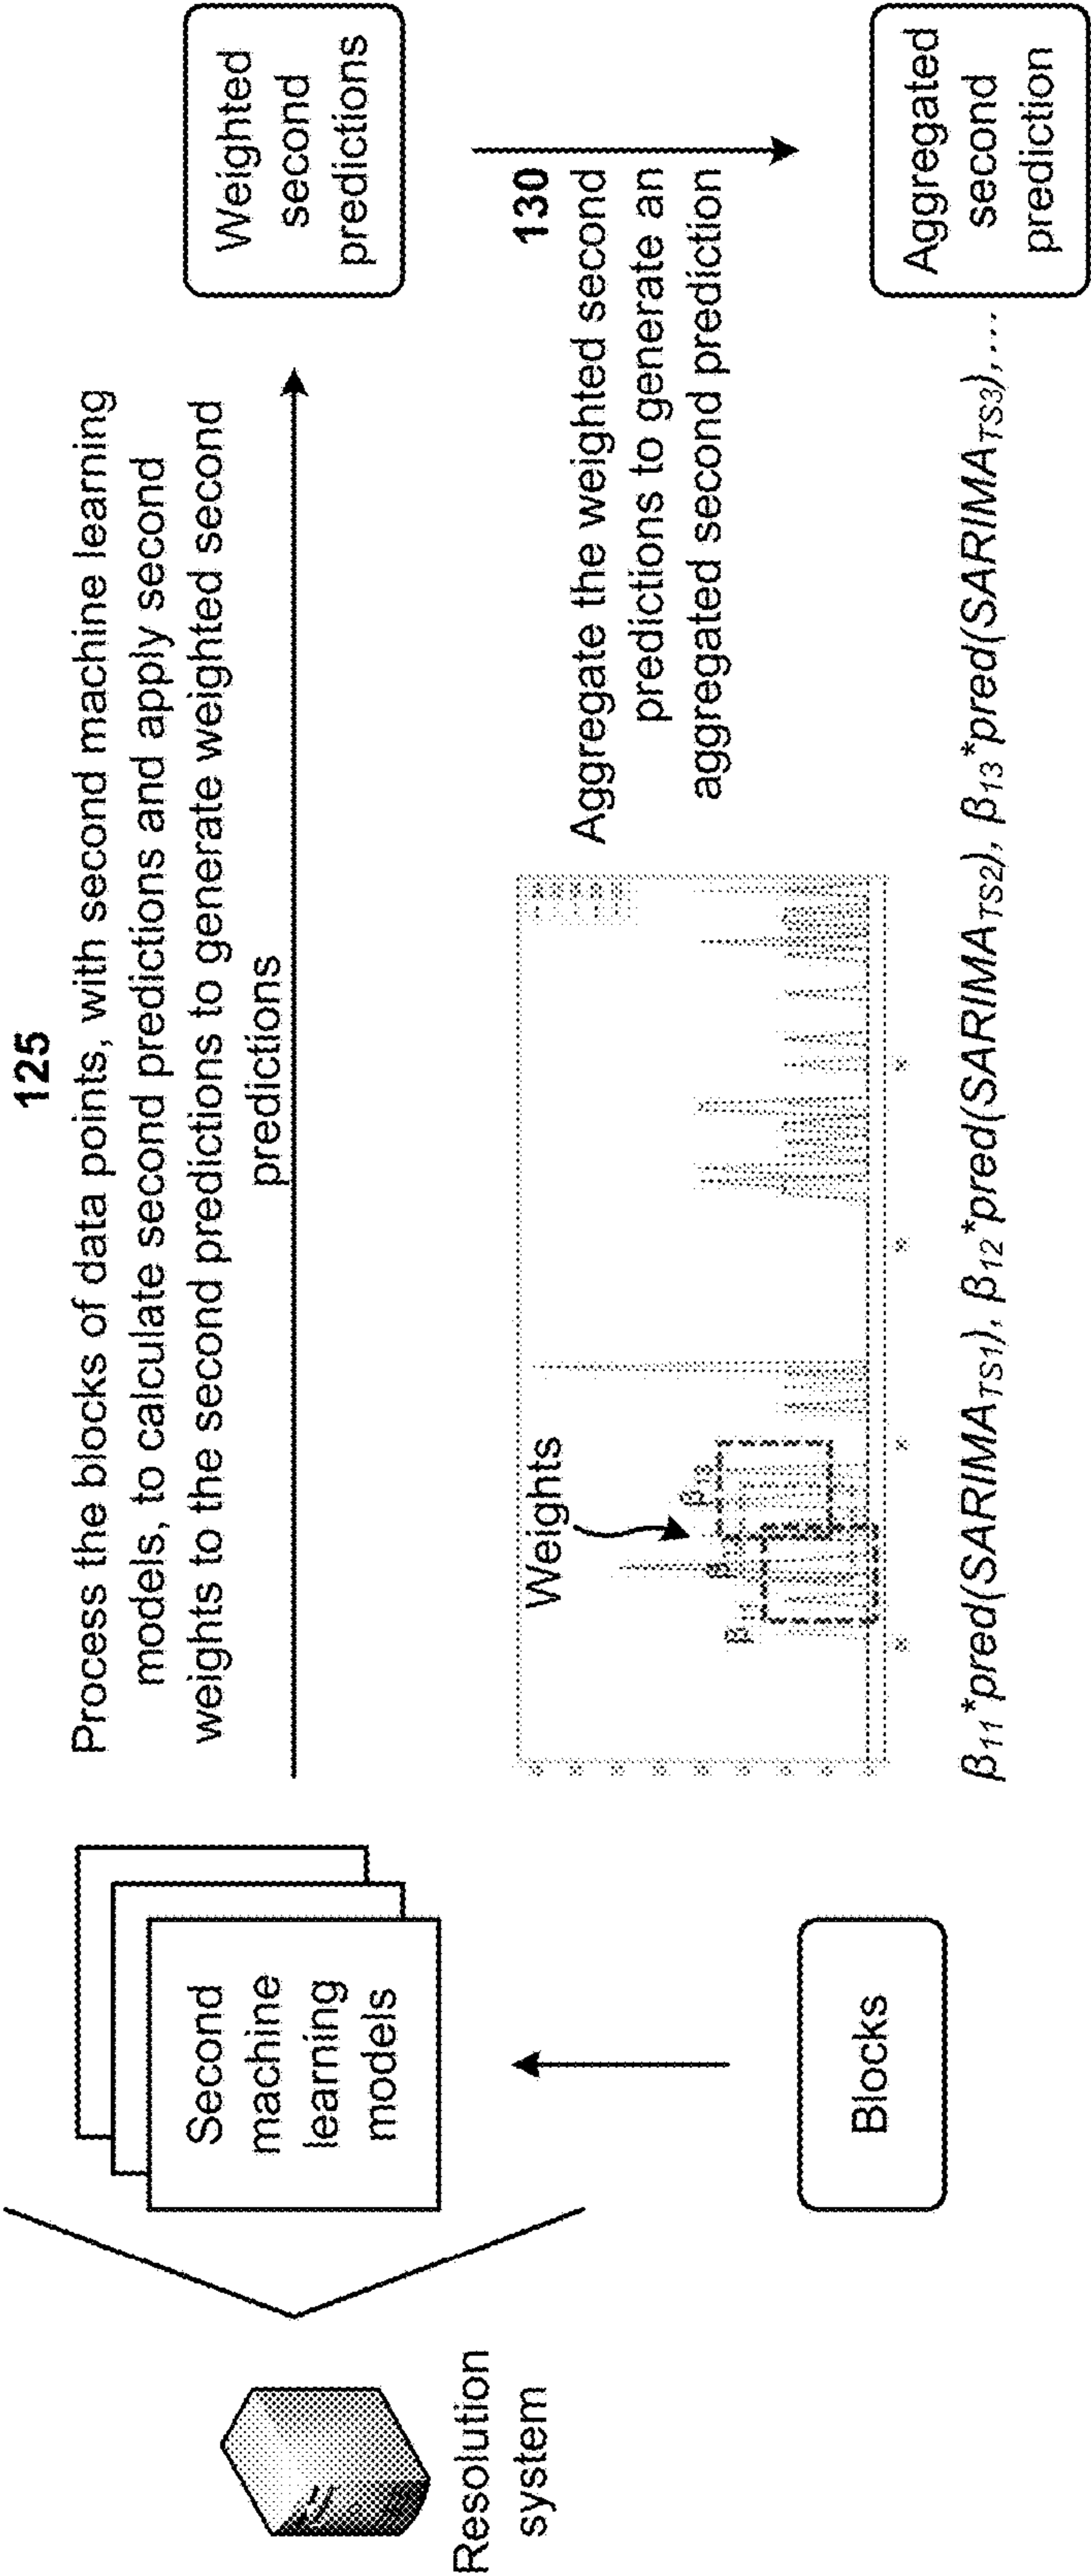 125
Process the blocks of data points, with second machine learning
models, to calculate second predictions and apply second
weights to the second predictions to generate weighted second
predictions
Resolution
system
Second
machine
learning
models
Blocks
Weighted
second
predictions
130
Aggregate the weighted second
predictions to generate an
aggregated second prediction
Weights
β11*pred(SARIMATS1), β12*pred(SARIMATS2), β13*pred(SARIMATS3),...
Aggregated
second
prediction